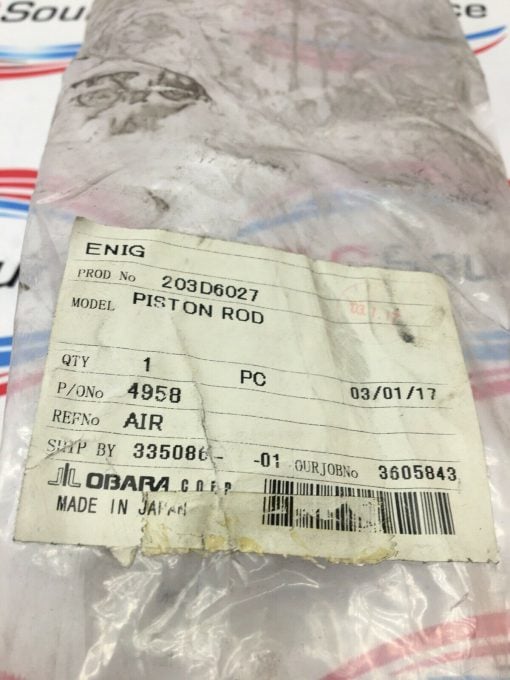 ENIG
PROD No 203D6027
MODEL PISTON ROD
QTY 1 PC 03/01/17
P/ONo 4958
REFNo AIR
SHIP BY 335086- -01 OURJOBNo 3605843
OBARA CORP
MADE IN JAPAN